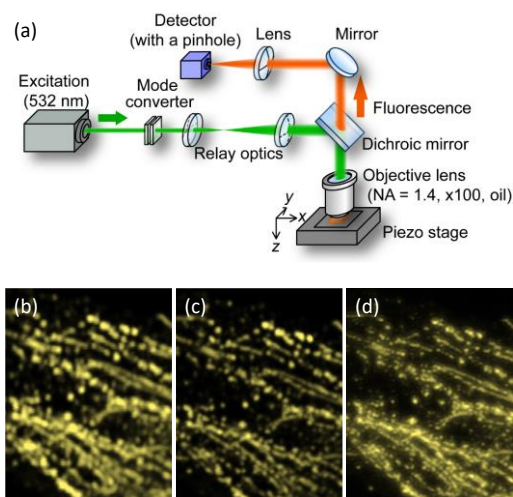 (a)
Detector
(with a pinhole)
Lens
Mirror
Excitation
(532 nm)
Mode
converter
Fluorescence
Relay optics
Dichroic mirror
Objective lens
(NA = 1.4, x100, oil)
y
x
z
Piezo stage
(b)
(c)
(d)